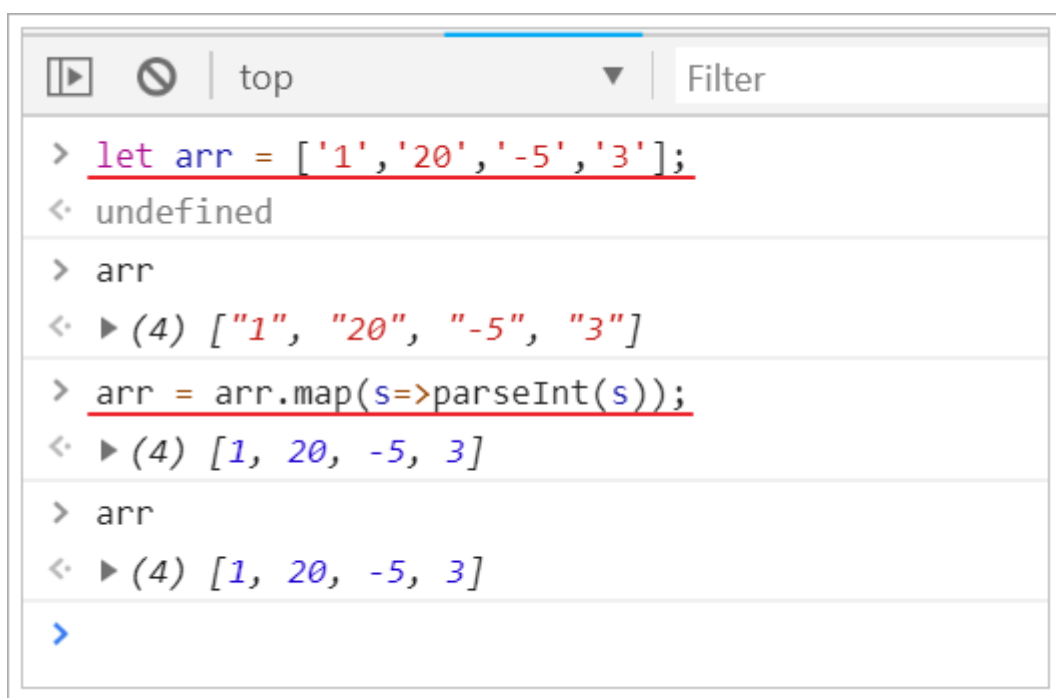 top Filter
> let arr = ['1','20','-5','3'];
undefined
> arr
(4) ["1", "20", "-5", "3"]
> arr = arr.map(s=>parseInt(s));
(4) [1, 20, -5, 3]
> arr
(4) [1, 20, -5, 3]
>